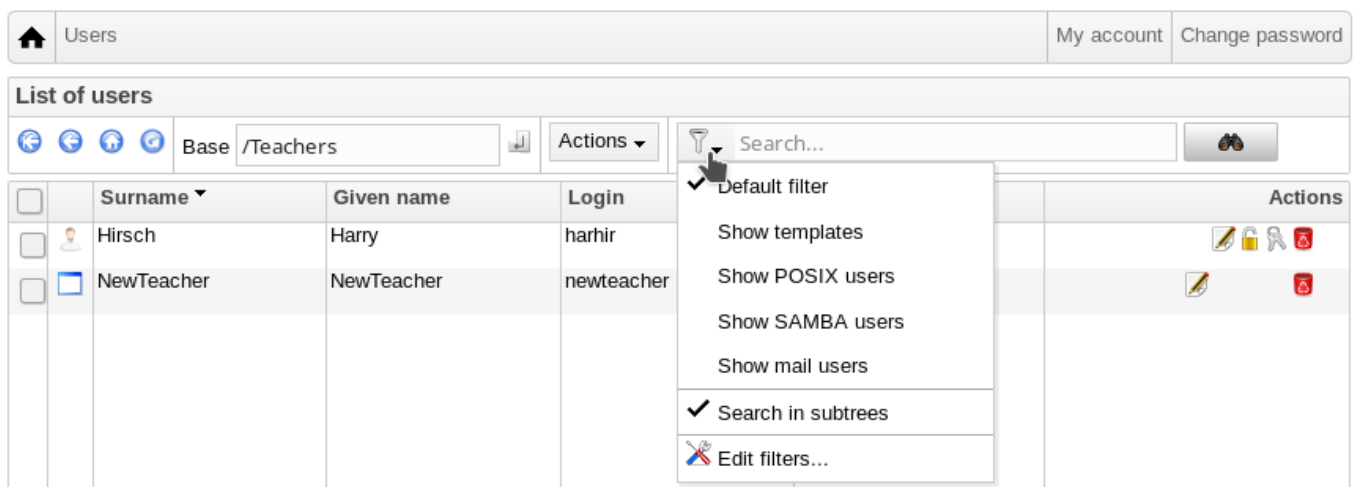 Users My account Change password
List of users
Base /Teachers Actions Search...
Surname Given name Login Actions
Default filter
Hirsch Harry harhir
Show templates
Show POSIX users
NewTeacher NewTeacher newteacher
Show SAMBA users
Show mail users
Search in subtrees
Edit filters...